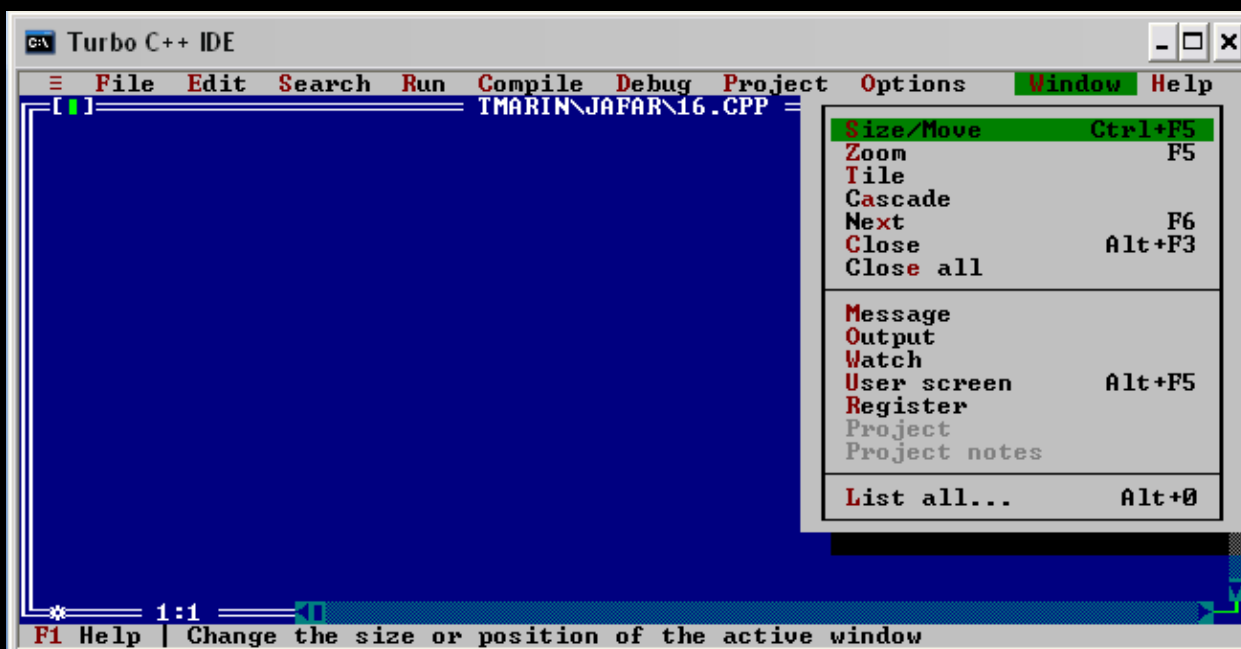 Turbo C++ IDE
≡ File Edit Search Run Compile Debug Project Options Window Help
[■] TMARIN\JAFAR\16.CPP
Size/Move Ctrl+F5
Zoom F5
Tile
Cascade
Next F6
Close Alt+F3
Close all
Message
Output
Watch
User screen Alt+F5
Register
Project
Project notes
List all... Alt+0
1:1
F1 Help | Change the size or position of the active window